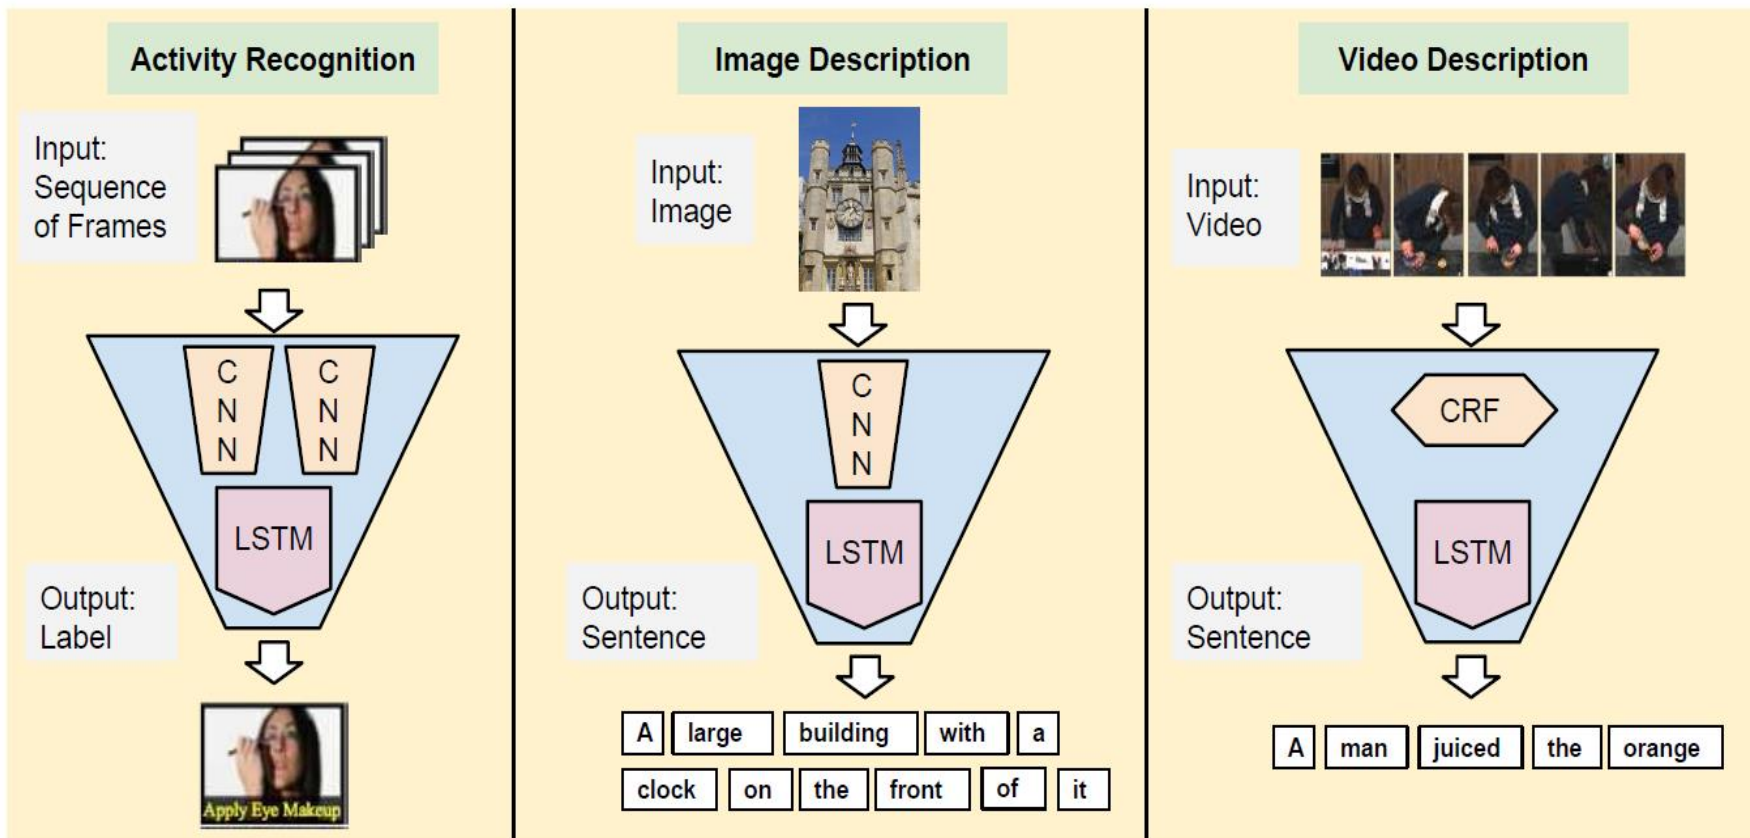 Activity Recognition
Input:
Sequence
of Frames
C
N
N
C
N
N
LSTM
Output:
Label
Apply Eye Makeup
Image Description
Input:
Image
C
N
N
LSTM
Output:
Sentence
A large building with a
clock on the front of it
Video Description
Input:
Video
CRF
LSTM
Output:
Sentence
A man juiced the orange